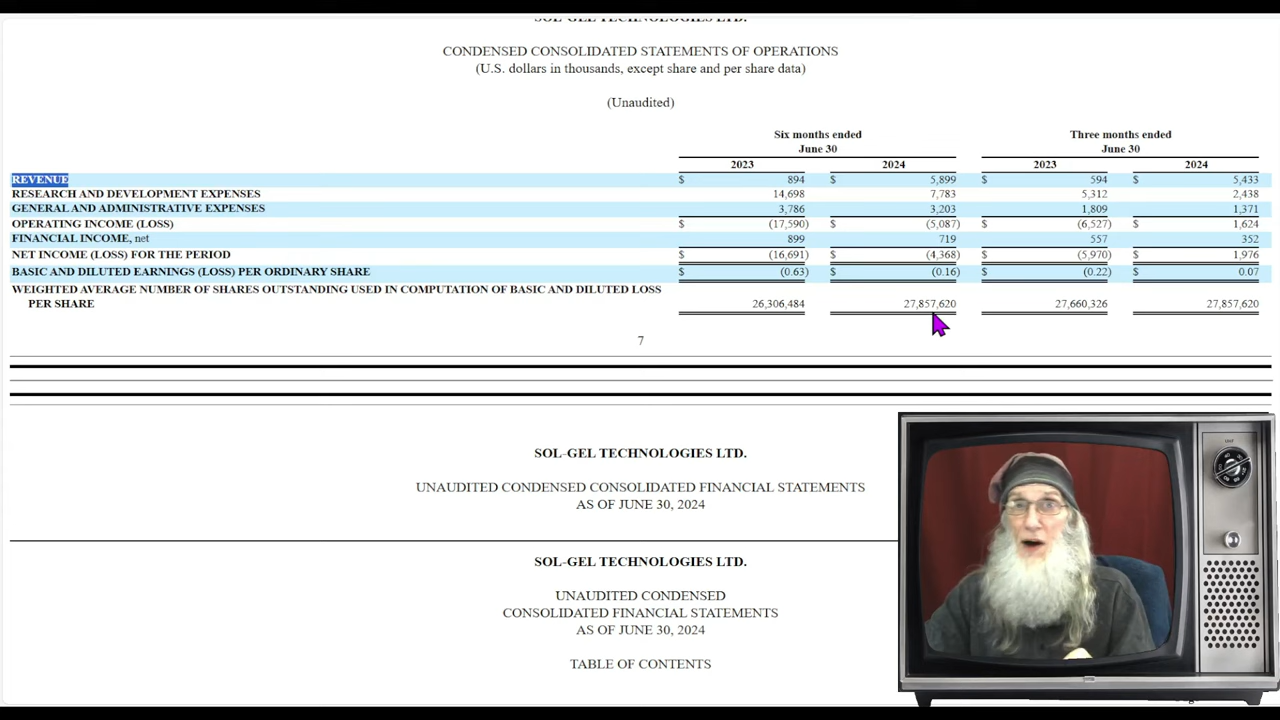 SOL-GEL TECHNOLOGIES LTD.
CONDENSED CONSOLIDATED STATEMENTS OF OPERATIONS
(U.S. dollars in thousands, except share and per share data)
(Unaudited)
Six months ended Three months ended
June 30 June 30
2023 2024 2023 2024
REVENUE $ 894 $ 5,899 $ 594 $ 5,433
RESEARCH AND DEVELOPMENT EXPENSES 14,698 7,783 5,312 2,438
GENERAL AND ADMINISTRATIVE EXPENSES 3,786 3,203 1,809 1,371
OPERATING INCOME (LOSS) $ (17,590) $ (5,087) $ (6,527) $ 1,624
FINANCIAL INCOME, net 899 719 557 352
NET INCOME (LOSS) FOR THE PERIOD $ (16,691) $ (4,368) $ (5,970) $ 1,976
BASIC AND DILUTED EARNINGS (LOSS) PER ORDINARY SHARE $ (0.63) $ (0.16) $ (0.22) $ 0.07
WEIGHTED AVERAGE NUMBER OF SHARES OUTSTANDING USED IN COMPUTATION OF BASIC AND DILUTED LOSS
PER SHARE 26,306,484 27,857,620 27,660,326 27,857,620
7
SOL-GEL TECHNOLOGIES LTD.
UNAUDITED CONDENSED CONSOLIDATED FINANCIAL STATEMENTS
AS OF JUNE 30, 2024
SOL-GEL TECHNOLOGIES LTD.
UNAUDITED CONDENSED
CONSOLIDATED FINANCIAL STATEMENTS
AS OF JUNE 30, 2024
TABLE OF CONTENTS